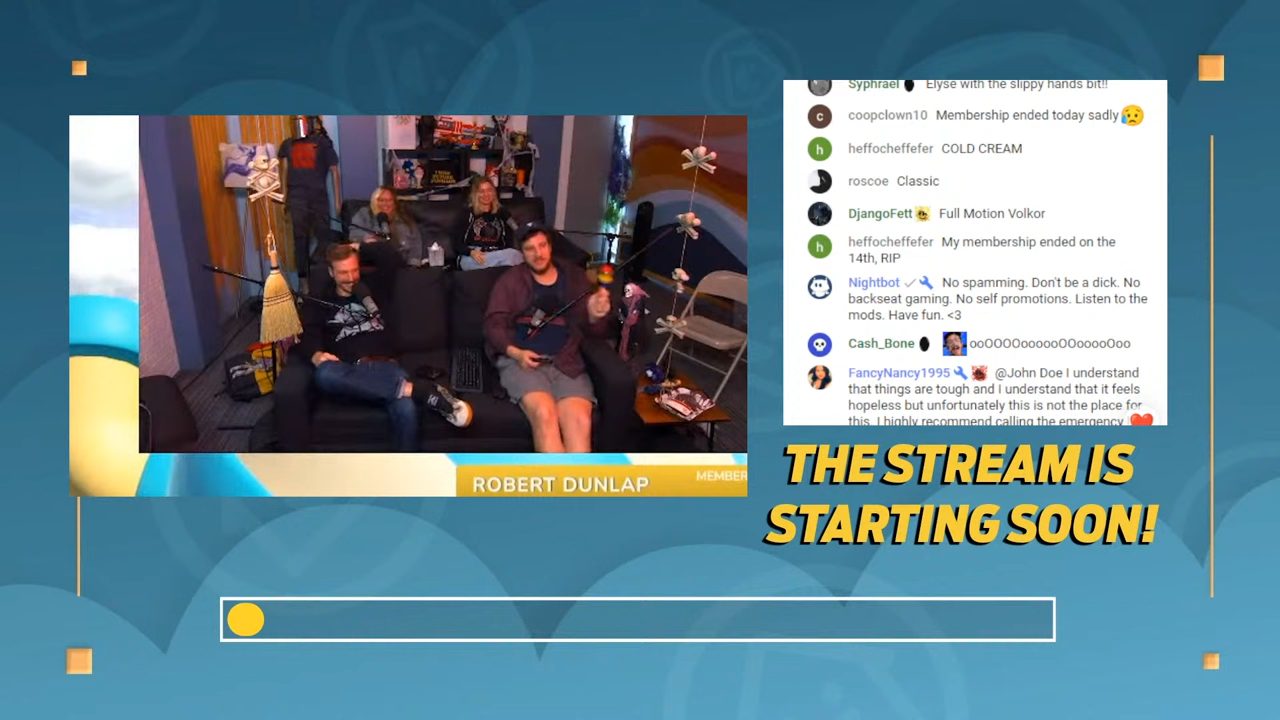 Syphrael Elyse with the slippy hands bit!!
coopclown10 Membership ended today sadly
heffocheffefer COLD CREAM
roscoe Classic
DjangoFett Full Motion Volkor
heffocheffefer My membership ended on the
14th, RIP
Nightbot No spamming. Don't be a dick. No
backseat gaming. No self promotions. Listen to the
mods. Have fun. <3
Cash_Bone ooOOOOoooooOOooooOoo
FancyNancy1995 @John Doe I understand
that things are tough and I understand that it feels
hopeless but unfortunately this is not the place for
this. I highly recommend calling the emergency
ROBERT DUNLAP
MEMBER
THE STREAM IS
STARTING SOON!